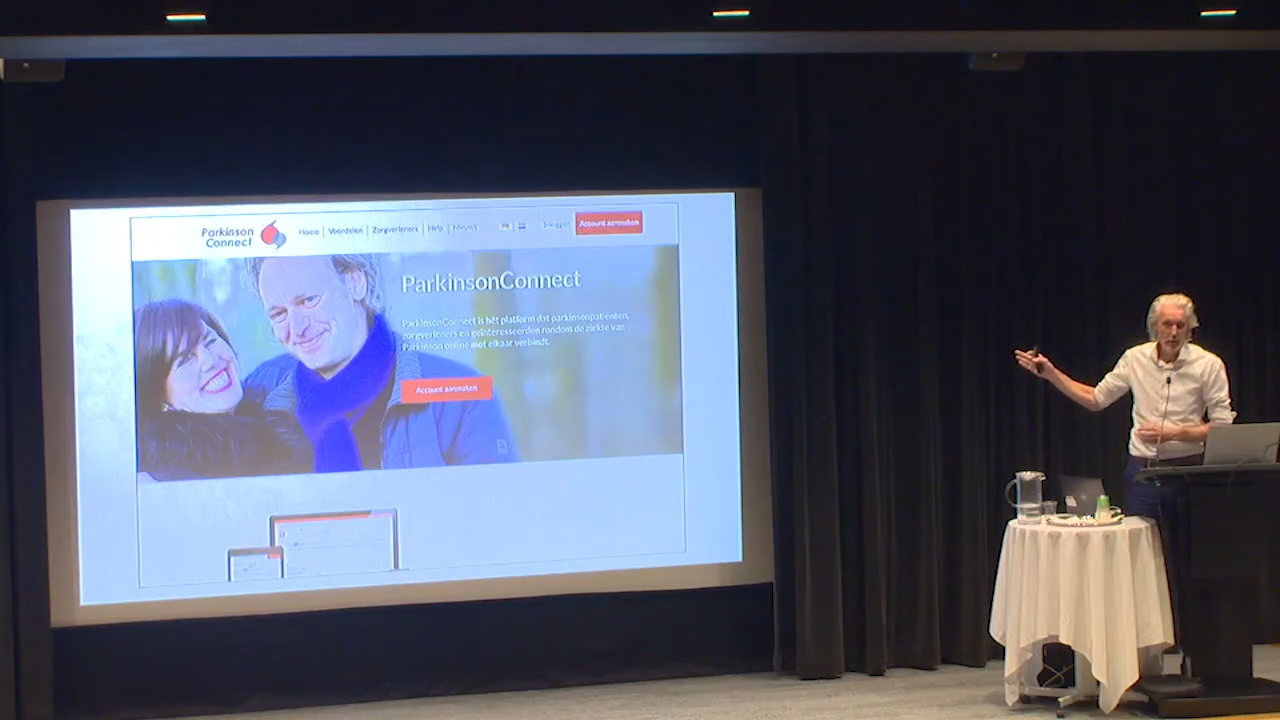 Parkinson
Connect
Home | Voordelen | Zorgverleners | Help | Nieuws
Inloggen
Account aanmaken
ParkinsonConnect
ParkinsonConnect is hét platform dat parkinsonpatiënten,
zorgverleners en geïnteresseerden rondom de ziekte van
Parkinson online met elkaar verbindt.
Account aanmaken